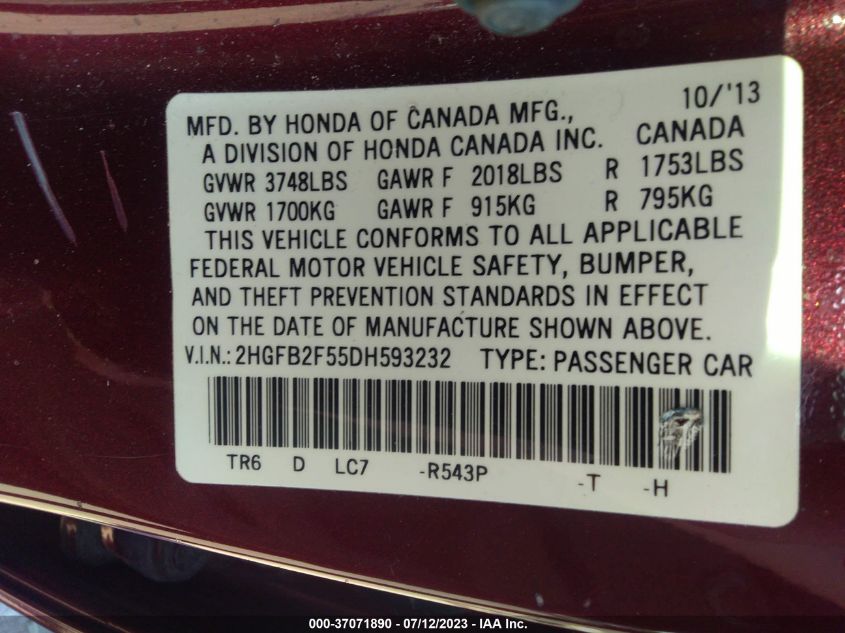 10/'13
MFD. BY HONDA OF CANADA MFG.,
A DIVISION OF HONDA CANADA INC. CANADA
GVWR 3748LBS GAWR F 2018LBS R 1753LBS
GVWR 1700KG GAWR F 915KG R 795KG
THIS VEHICLE CONFORMS TO ALL APPLICABLE
FEDERAL MOTOR VEHICLE SAFETY, BUMPER,
AND THEFT PREVENTION STANDARDS IN EFFECT
ON THE DATE OF MANUFACTURE SHOWN ABOVE.
V.I.N.: 2HGFB2F55DH593232 TYPE: PASSENGER CAR
TR6 D LC7 -R543P -T -H
000-37071890 - 07/12/2023 - IAA Inc.